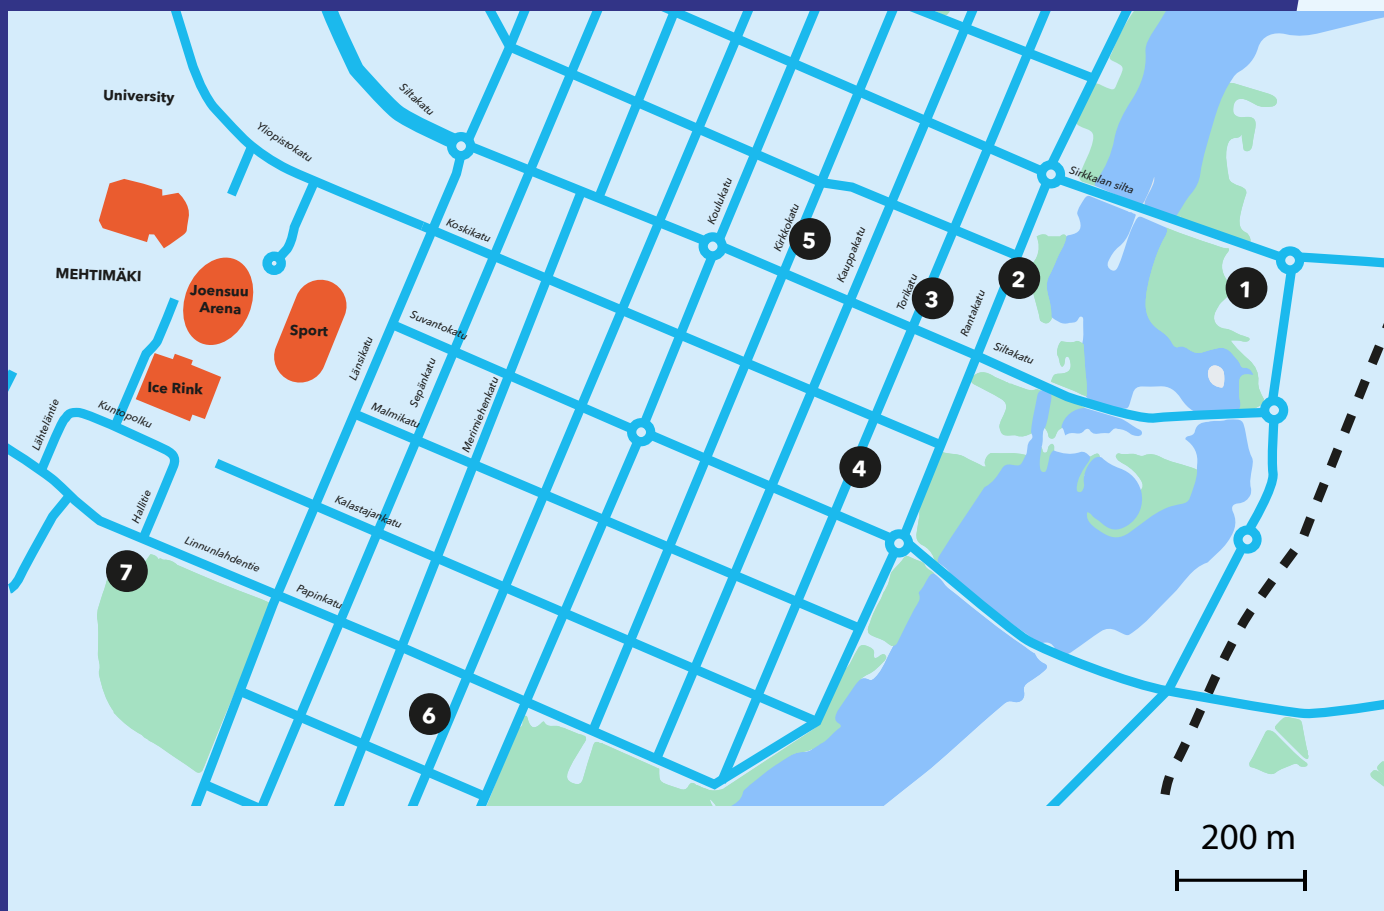 University
Siltakatu
Yliopistokatu
Sirkkalan silta
Koulukatu
Kirkkokatu
5
Koskikatu
Kauppakatu
MEHTIMÄKI
Joensuu
Arena
Torikatu
3
2
1
Rantakatu
Sport
Suvantokatu
Siltakatu
Länsikatu
Sepänkatu
Ice Rink
Merimiehenkatu
Lähteläntie
Kuntopolku
Malmikatu
4
Hallitie
Kalastajankatu
Linnunlahdentie
7
Papinkatu
6
200 m